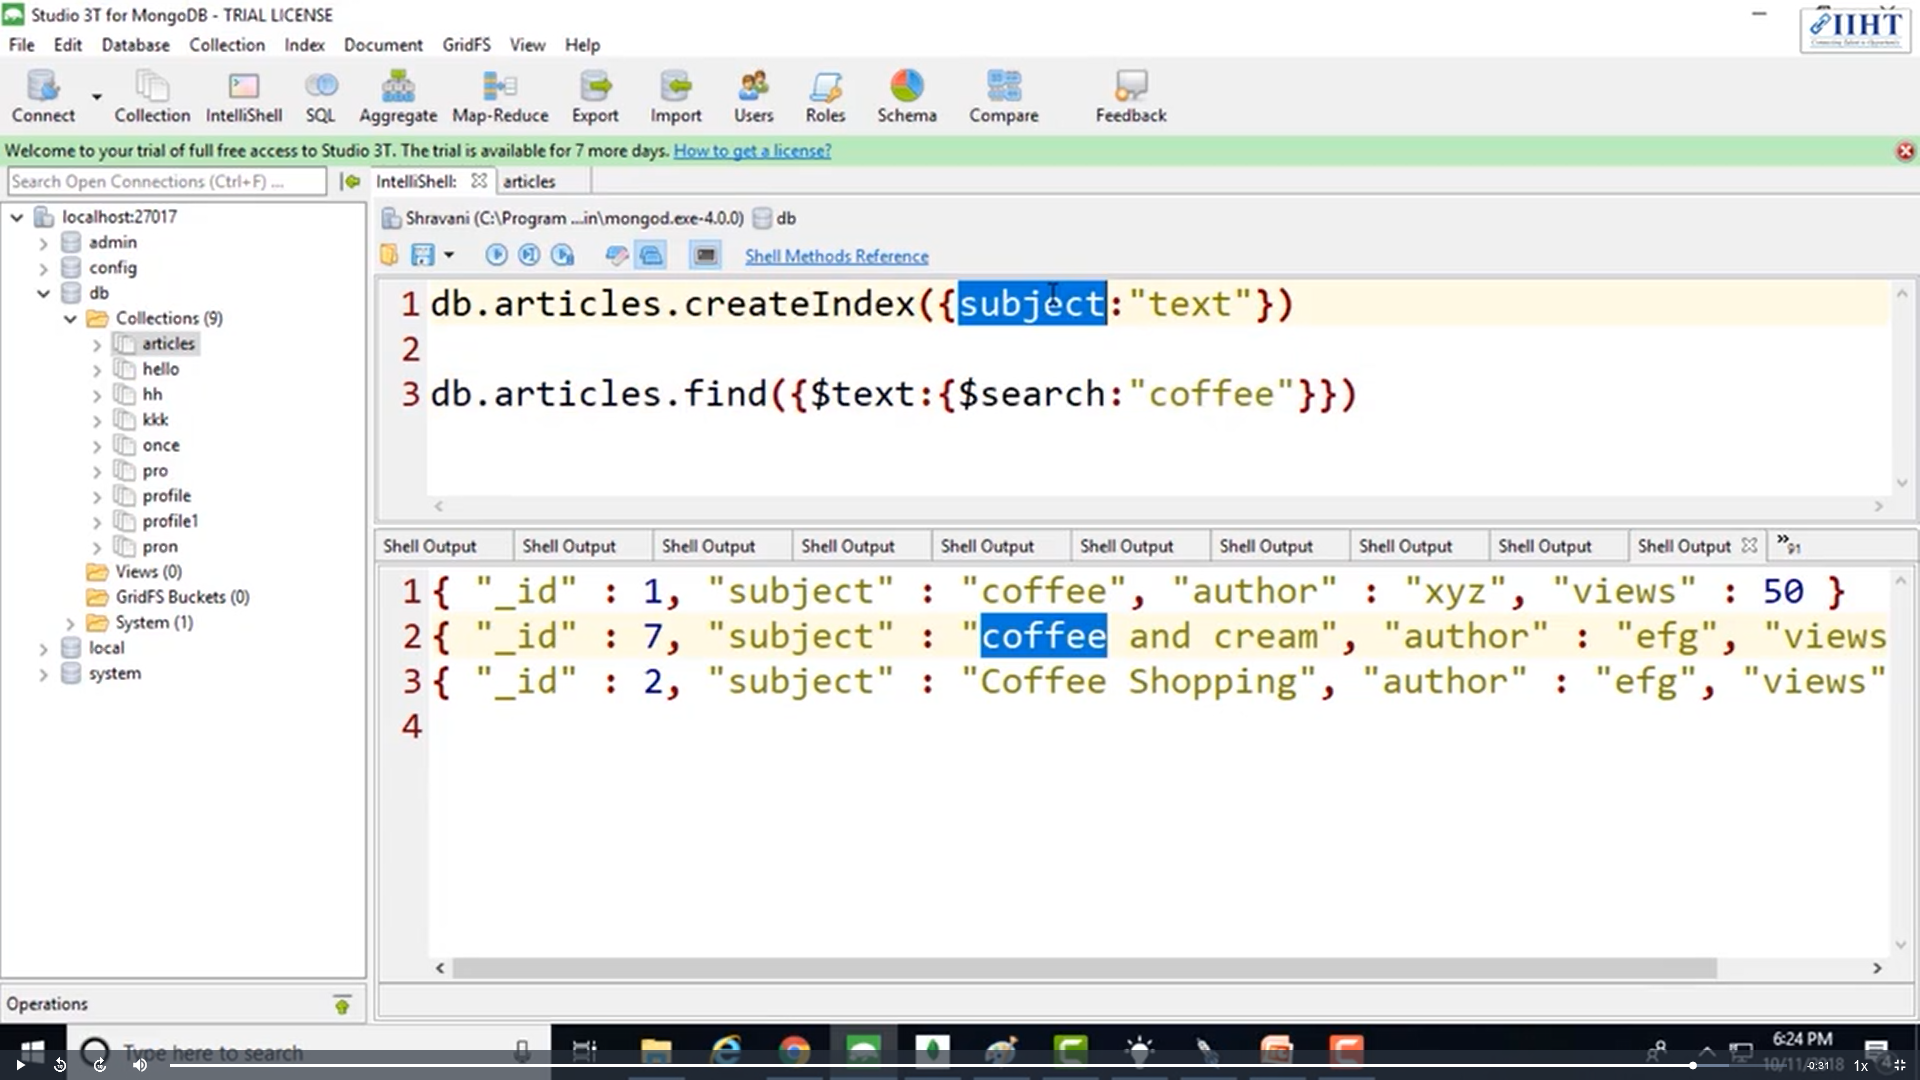 Studio 3T for MongoDB - TRIAL LICENSE
IIHT
File Edit Database Collection Index Document GridFS View Help
Connect Collection IntelliShell SQL Aggregate Map-Reduce Export Import Users Roles Schema Compare Feedback
Welcome to your trial of full free access to Studio 3T. The trial is available for 7 more days. How to get a license?
Search Open Connections (Ctrl+F) ...
IntelliShell: articles
localhost:27017
admin
config
db
Collections (9)
articles
hello
hh
kkk
once
pro
profile
profile1
pron
Views (0)
GridFS Buckets (0)
System (1)
local
system
Operations
Shravani (C:\Program ...in\mongod.exe-4.0.0) db
Shell Methods Reference
1 db.articles.createIndex({subject:"text"})
2
3 db.articles.find({$text:{$search:"coffee"}})
Shell Output Shell Output Shell Output Shell Output Shell Output Shell Output Shell Output Shell Output Shell Output Shell Output »91
1 { "_id" : 1, "subject" : "coffee", "author" : "xyz", "views" : 50 }
2 { "_id" : 7, "subject" : "coffee and cream", "author" : "efg", "views
3 { "_id" : 2, "subject" : "Coffee Shopping", "author" : "efg", "views"
4
Type here to search
6:24 PM
10/11/2018
-0:31 1x